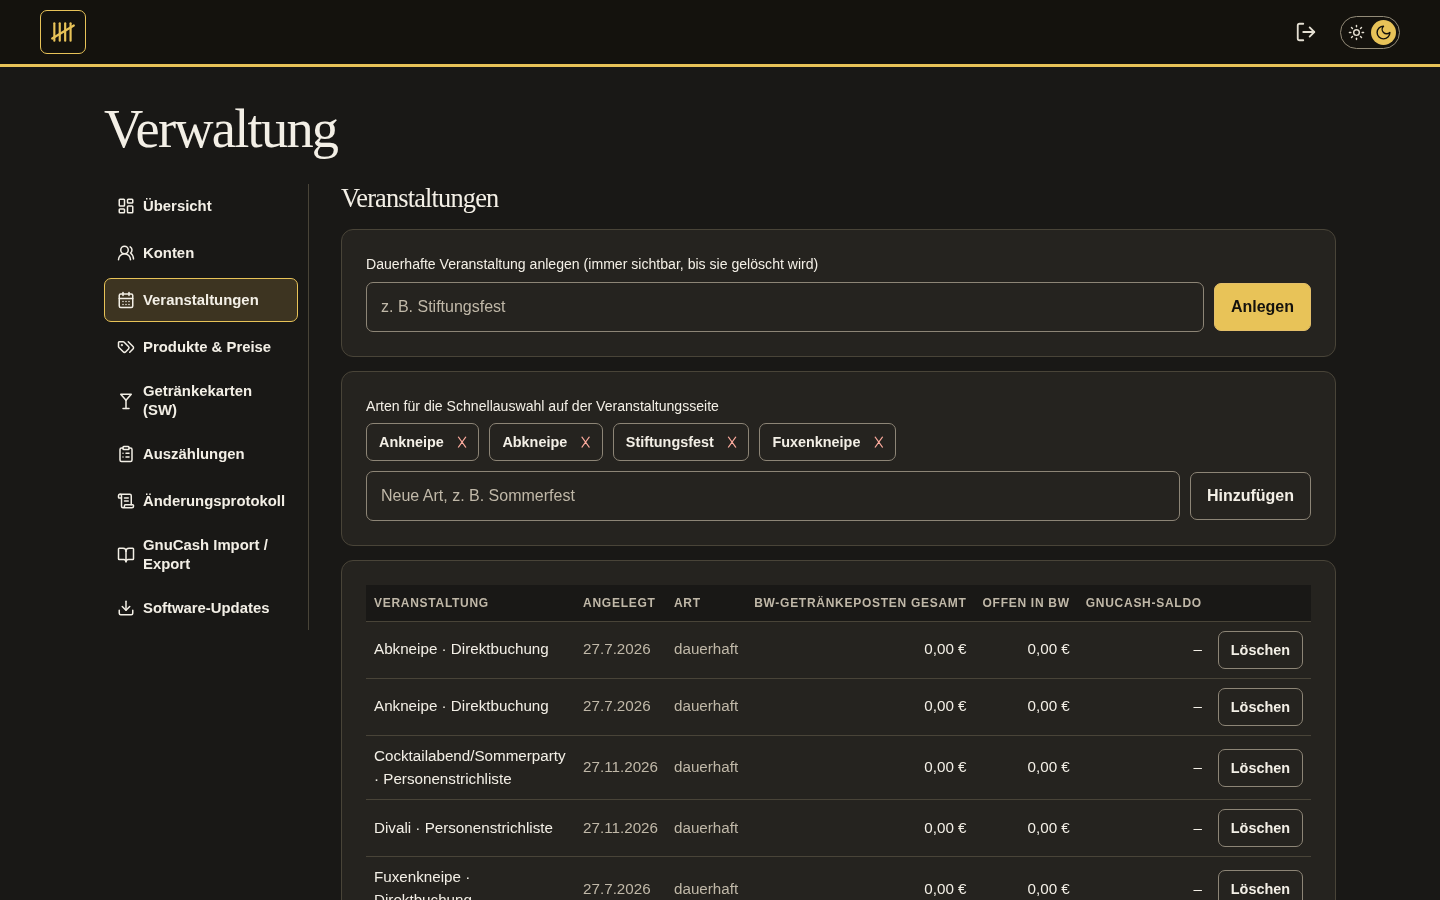 Verwaltung
Übersicht
Konten
Veranstaltungen
Produkte & Preise
Getränkekarten
(SW)
Auszählungen
Änderungsprotokoll
GnuCash Import /
Export
Software-Updates
Veranstaltungen
Dauerhafte Veranstaltung anlegen (immer sichtbar, bis sie gelöscht wird)
z. B. Stiftungsfest Anlegen
Arten für die Schnellauswahl auf der Veranstaltungsseite
Ankneipe X Abkneipe X Stiftungsfest X Fuxenkneipe X
Neue Art, z. B. Sommerfest Hinzufügen
VERANSTALTUNG ANGELEGT ART BW-GETRÄNKEPOSTEN GESAMT OFFEN IN BW GNUCASH-SALDO
Abkneipe · Direktbuchung 27.7.2026 dauerhaft 0,00 € 0,00 € – Löschen
Ankneipe · Direktbuchung 27.7.2026 dauerhaft 0,00 € 0,00 € – Löschen
Cocktailabend/Sommerparty
· Personenstrichliste 27.11.2026 dauerhaft 0,00 € 0,00 € – Löschen
Divali · Personenstrichliste 27.11.2026 dauerhaft 0,00 € 0,00 € – Löschen
Fuxenkneipe ·
Direktbuchung 27.7.2026 dauerhaft 0,00 € 0,00 € – Löschen